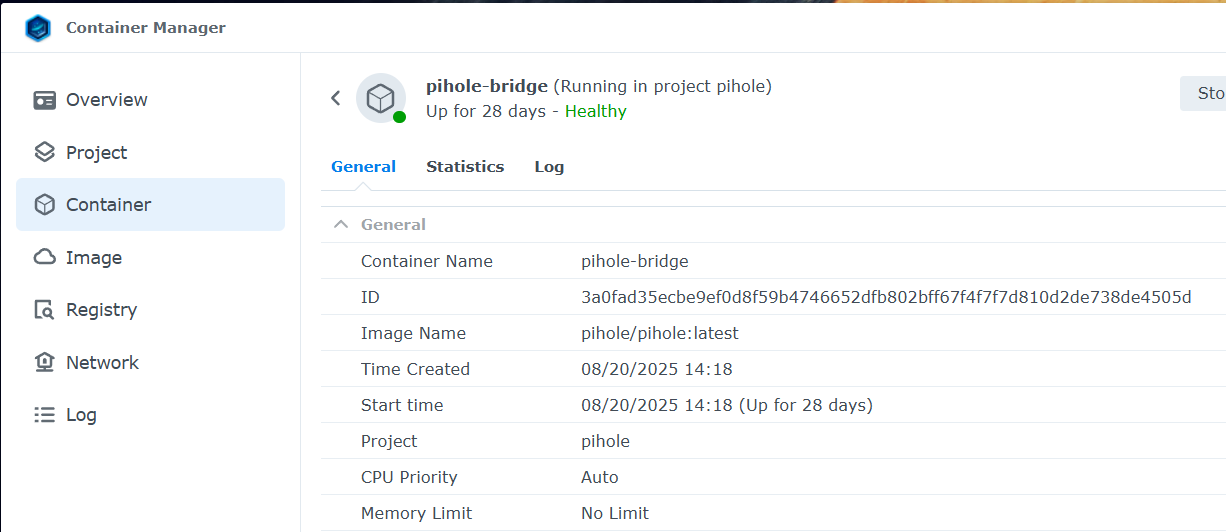 Container Manager
Overview
Project
Container
Image
Registry
Network
Log
pihole-bridge (Running in project pihole)
Up for 28 days - Healthy
Sto
General Statistics Log
General
Container Name pihole-bridge
ID 3a0fad35ecbe9ef0d8f59b4746652dfb802bff67f4f7f7d810d2de738de4505d
Image Name pihole/pihole:latest
Time Created 08/20/2025 14:18
Start time 08/20/2025 14:18 (Up for 28 days)
Project pihole
CPU Priority Auto
Memory Limit No Limit